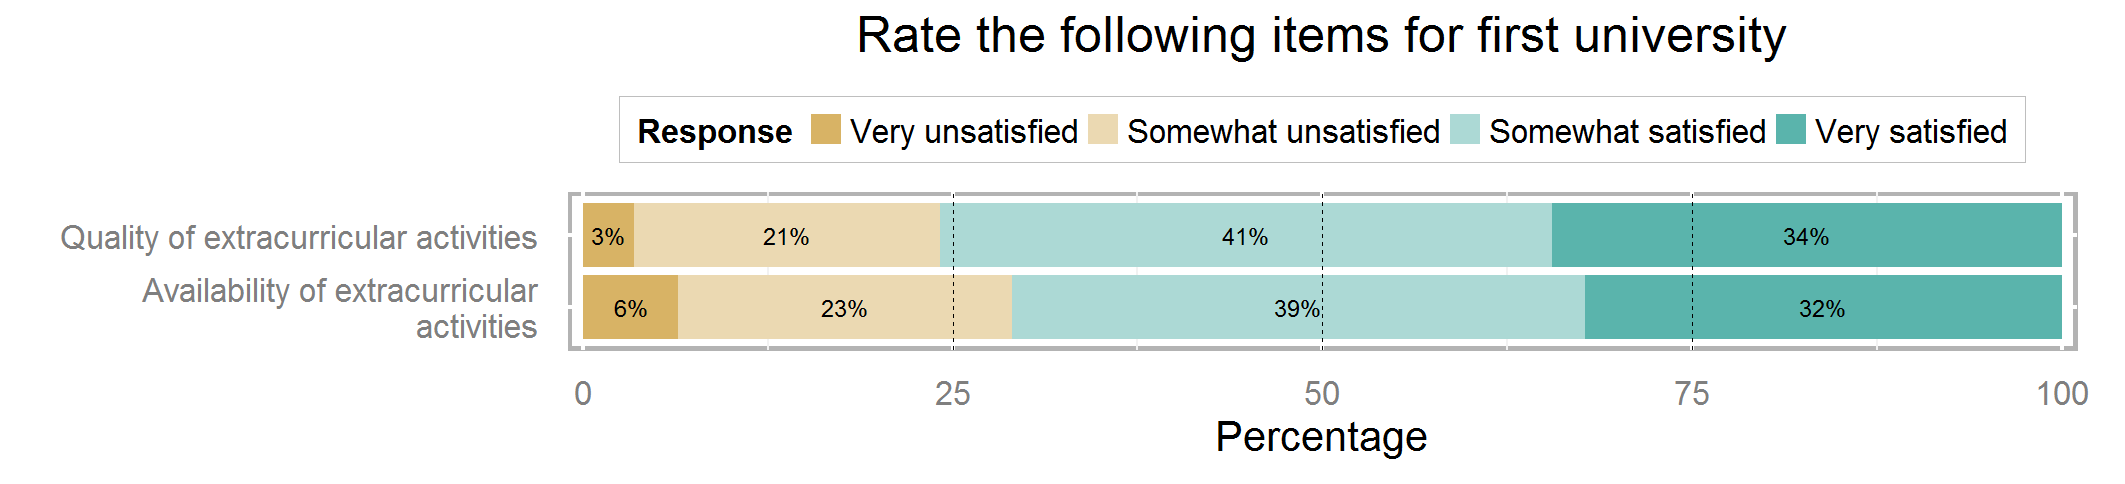 Rate the following items for first university
Response Very unsatisfied Somewhat unsatisfied Somewhat satisfied Very satisfied
Quality of extracurricular activities 3% 21% 41% 34%
Availability of extracurricular
activities 6% 23% 39% 32%
0 25 50 75 100
Percentage